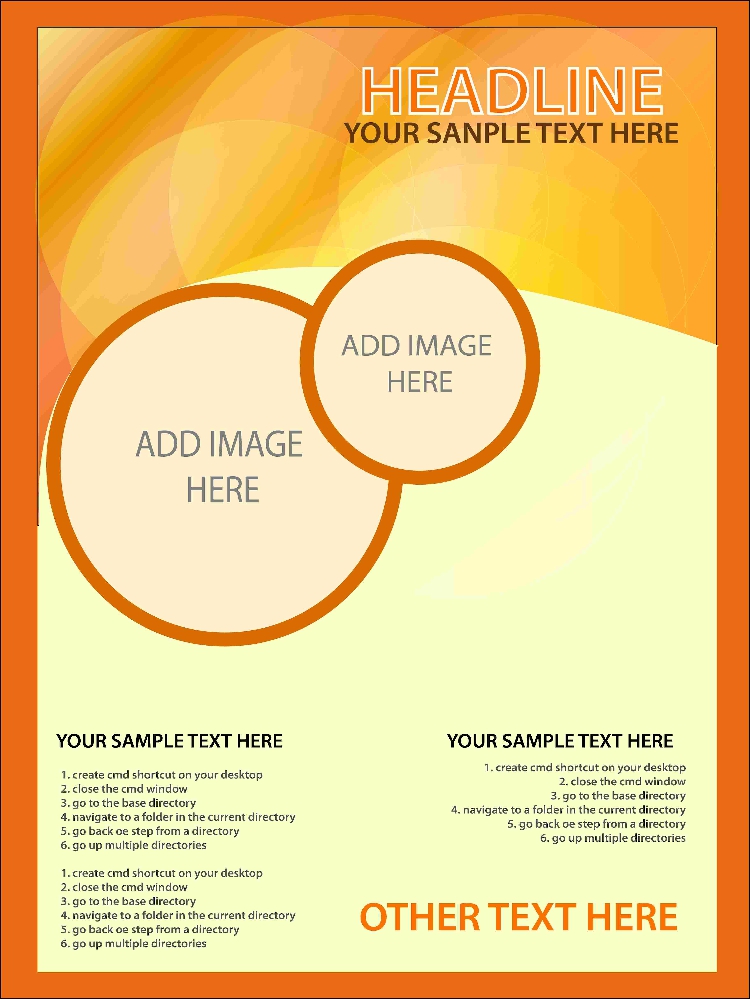 HEADLINE
YOUR SANPLE TEXT HERE
ADD IMAGE
HERE
ADD IMAGE
HERE
YOUR SAMPLE TEXT HERE
1. create cmd shortcut on your desktop
2. close the cmd window
3. go to the base directory
4. navigate to a folder in the current directory
5. go back oe step from a directory
6. go up multiple directories
1. create cmd shortcut on your desktop
2. close the cmd window
3. go to the base directory
4. navigate to a folder in the current directory
5. go back oe step from a directory
6. go up multiple directories
YOUR SAMPLE TEXT HERE
1. create cmd shortcut on your desktop
2. close the cmd window
3. go to the base directory
4. navigate to a folder in the current directory
5. go back oe step from a directory
6. go up multiple directories
OTHER TEXT HERE